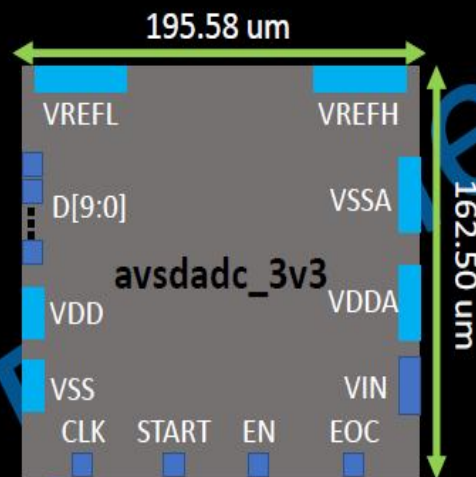 195.58 um
VREFL VREFH
D[9:0] VSSA
162.50 um
avsdadc_3v3
VDD VDDA
VSS VIN
CLK START EN EOC